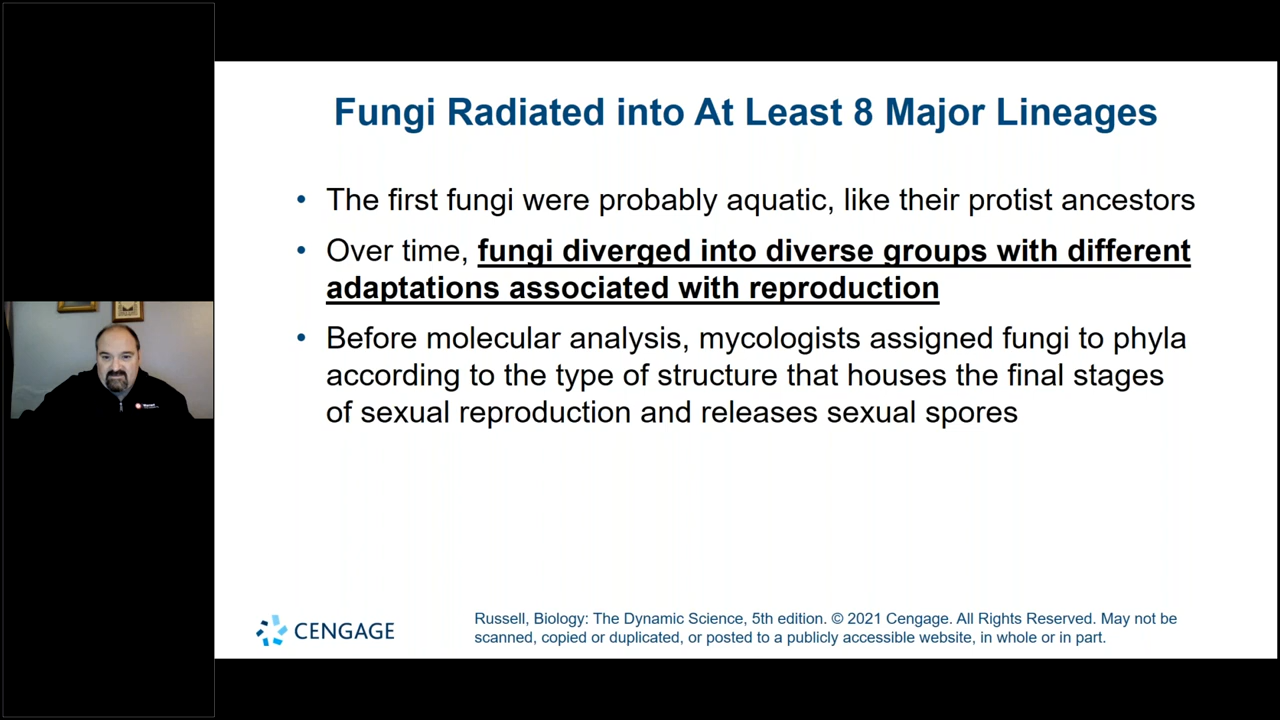 Fungi Radiated into At Least 8 Major Lineages
• The first fungi were probably aquatic, like their protist ancestors
• Over time, fungi diverged into diverse groups with different
adaptations associated with reproduction
• Before molecular analysis, mycologists assigned fungi to phyla
according to the type of structure that houses the final stages
of sexual reproduction and releases sexual spores
CENGAGE
Russell, Biology: The Dynamic Science, 5th edition. © 2021 Cengage. All Rights Reserved. May not be
scanned, copied or duplicated, or posted to a publicly accessible website, in whole or in part.